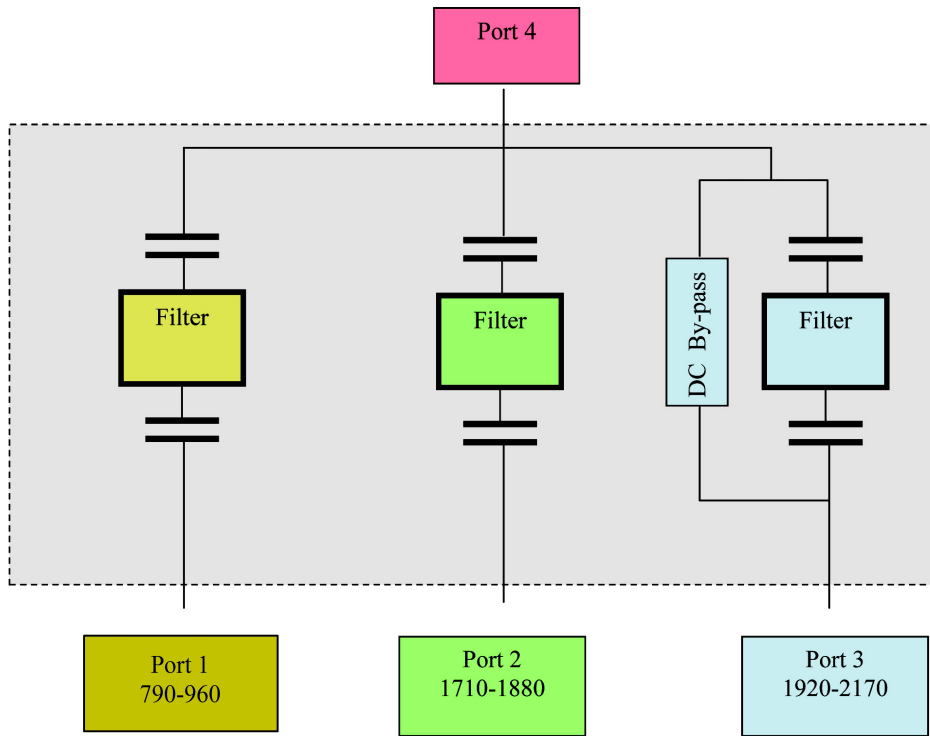 Port 4
Filter
Filter
DC By-pass
Filter
Port 1
790-960
Port 2
1710-1880
Port 3
1920-2170